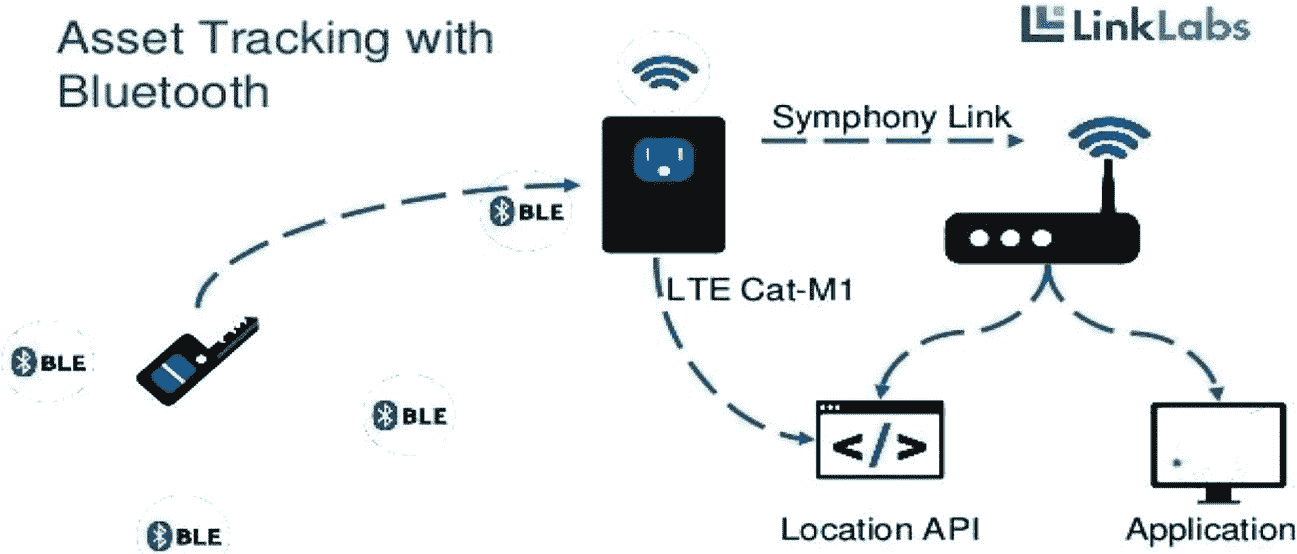 Asset Tracking with
Bluetooth
LinkLabs
Symphony Link
BLE
LTE Cat-M1
BLE
BLE
BLE
</>
Location API
Application